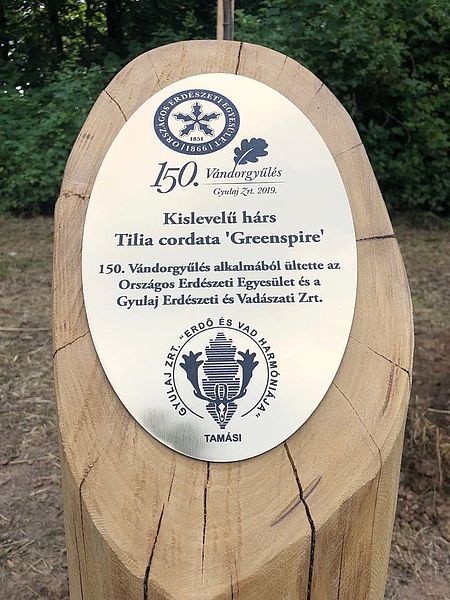 ORSZÁGOS ERDÉSZETI EGYESÜLET
1851
1866
150. Vándorgyűlés
Gyulaj Zrt. 2019.
Kislevelű hárs
Tilia cordata 'Greenspire'
150. Vándorgyűlés alkalmából ültette az
Országos Erdészeti Egyesület és a
Gyulaj Erdészeti és Vadászati Zrt.
GYULAJ ZRT. "ERDŐ ÉS VAD HARMÓNIÁJA"
TAMÁSI